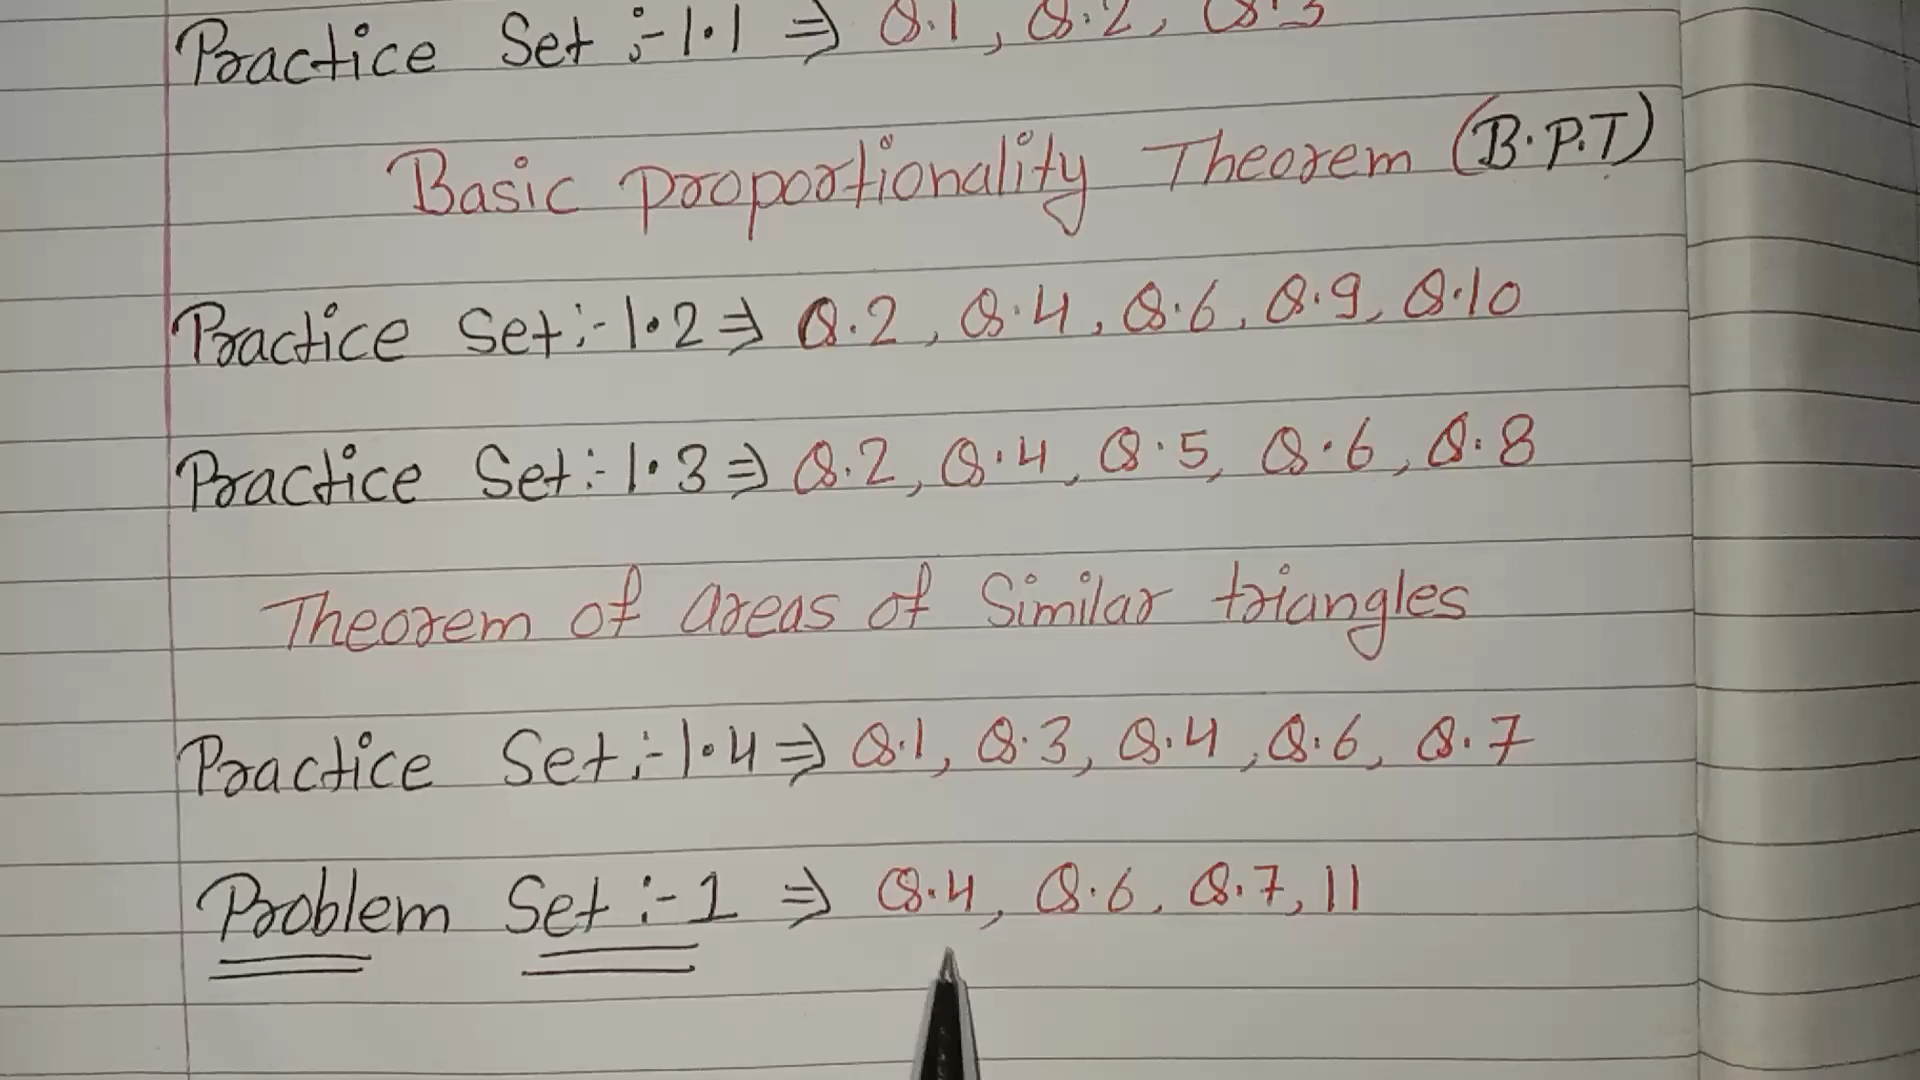 Practice Set :- 1.1 ⇒ Q.1, Q.2, Q.3
Basic proportionality Theorem (B.P.T)
Practice Set :- 1.2 ⇒ Q.2, Q.4, Q.6, Q.9, Q.10
Practice Set :- 1.3 ⇒ Q.2, Q.4, Q.5, Q.6, Q.8
Theorem of areas of Similar triangles
Practice Set :- 1.4 ⇒ Q.1, Q.3, Q.4, Q.6, Q.7
Problem Set :- 1 ⇒ Q.4, Q.6, Q.7, 11